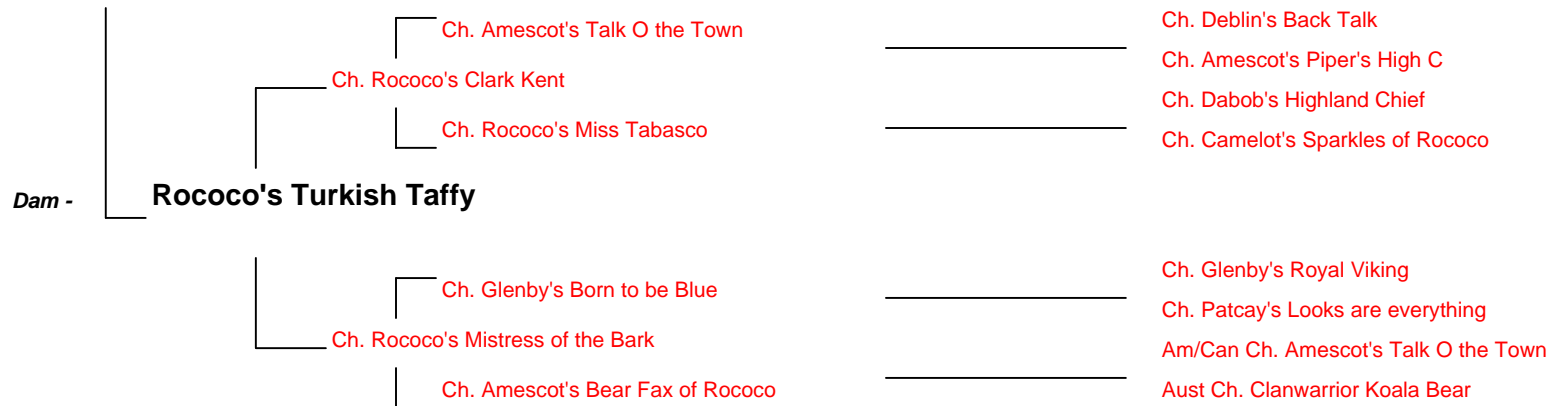 Ch. Deblin's Back Talk
Ch. Amescot's Talk O the Town
Ch. Amescot's Piper's High C
Ch. Rococo's Clark Kent
Ch. Dabob's Highland Chief
Ch. Rococo's Miss Tabasco
Ch. Camelot's Sparkles of Rococo
Dam - Rococo's Turkish Taffy
Ch. Glenby's Royal Viking
Ch. Glenby's Born to be Blue
Ch. Patcay's Looks are everything
Ch. Rococo's Mistress of the Bark
Am/Can Ch. Amescot's Talk O the Town
Ch. Amescot's Bear Fax of Rococo
Aust Ch. Clanwarrior Koala Bear